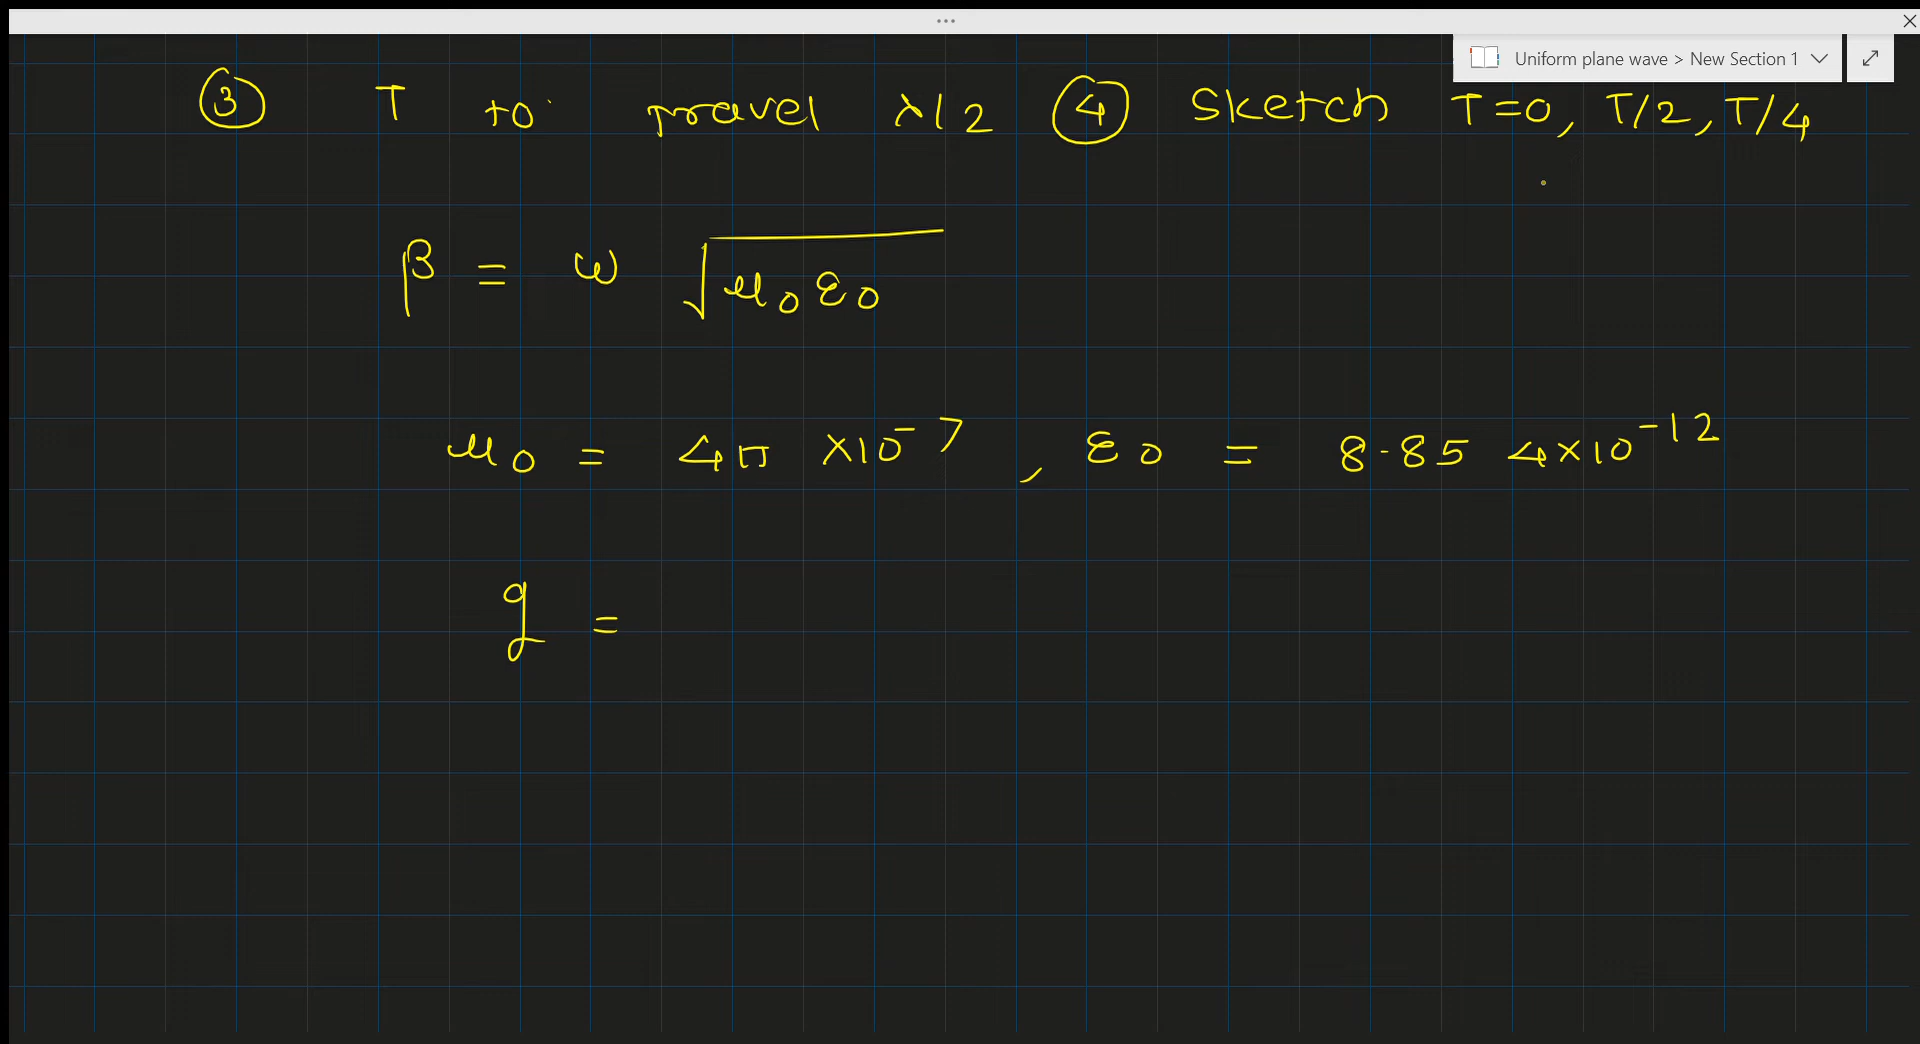 Uniform plane wave > New Section 1
③ T to travel λ/2 ④ Sketch T=0, T/2, T/4
β = ω √μ₀ε₀
μ₀ = 4π ×10⁻⁷, ε₀ = 8.854×10⁻¹²